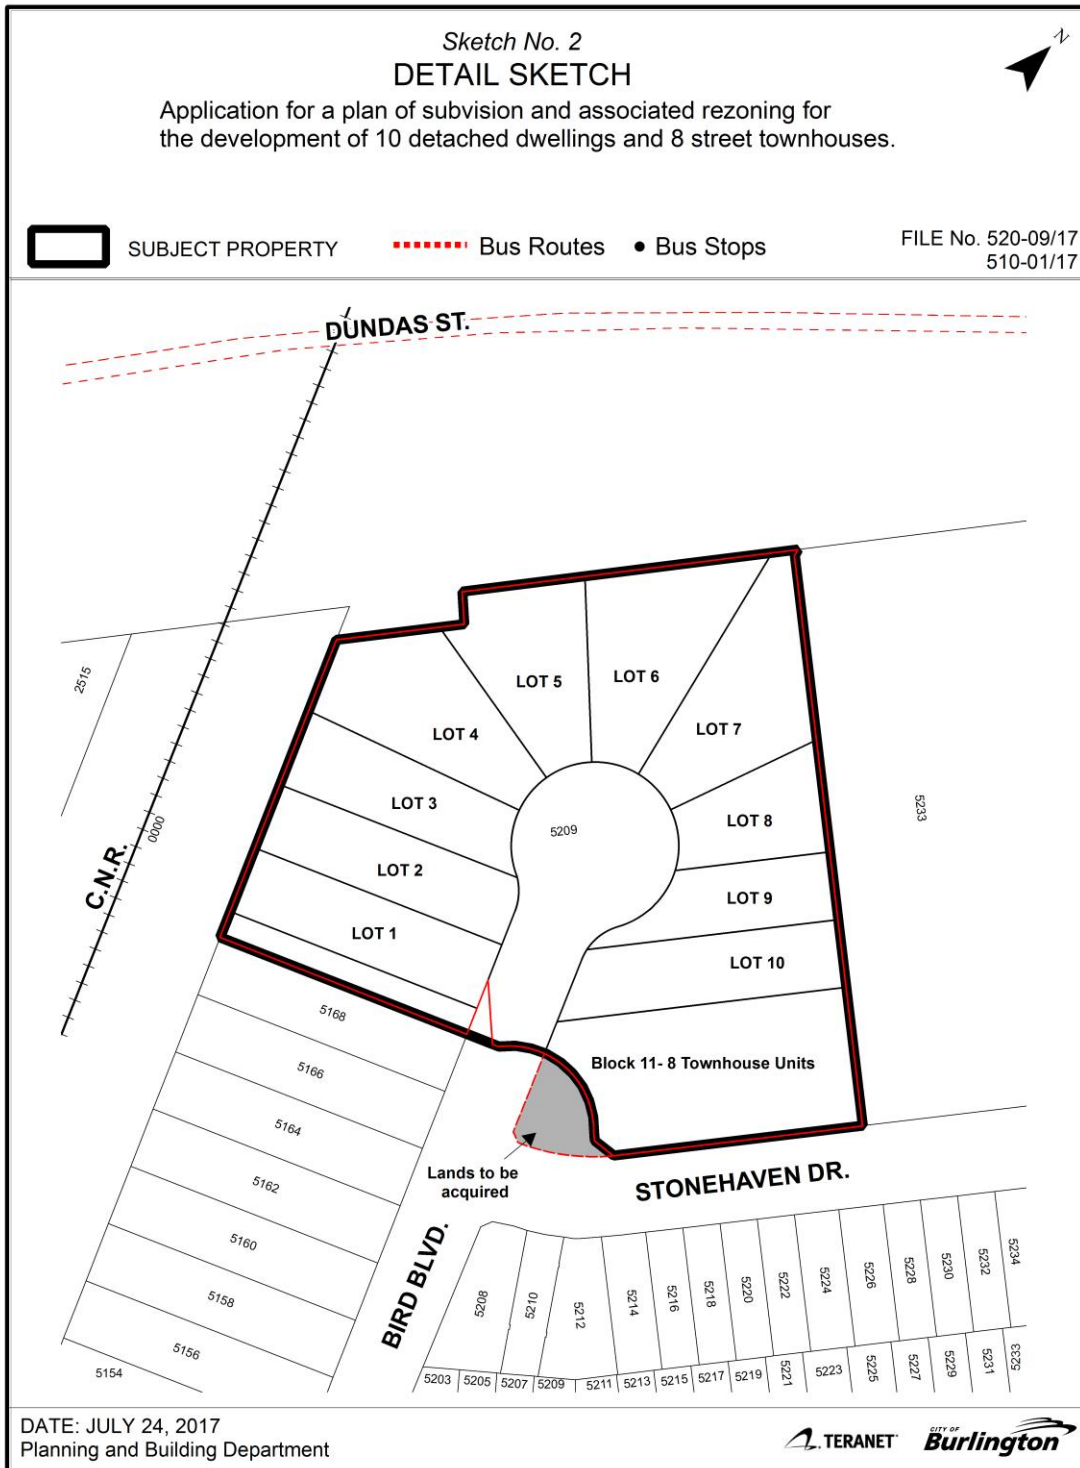 N
Sketch No. 2
DETAIL SKETCH
Application for a plan of subvision and associated rezoning for
the development of 10 detached dwellings and 8 street townhouses.
SUBJECT PROPERTY
Bus Routes
Bus Stops
FILE No. 520-09/17
510-01/17
DUNDAS ST.
2515
0000
C.N.R.
LOT 5
LOT 6
LOT 4
LOT 7
LOT 3
5209
LOT 8
5233
LOT 2
LOT 9
LOT 1
LOT 10
5168
5166
5164
5162
5160
5158
5156
5154
Block 11- 8 Townhouse Units
Lands to be
acquired
STONEHAVEN DR.
BIRD BLVD.
5208
5210
5212
5214
5216
5218
5220
5222
5224
5226
5228
5230
5232
5234
5203
5205
5207
5209
5211
5213
5215
5217
5219
5221
5223
5225
5227
5229
5231
5233
DATE: JULY 24, 2017
Planning and Building Department
TERANET
CITY OF
Burlington